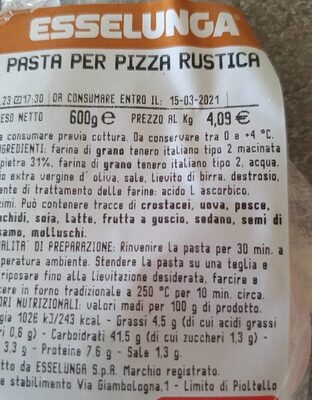 ESSELUNGA
PASTA PER PIZZA RUSTICA
.23 17:30 DA CONSUMARE ENTRO IL: 15-03-2021
ESO NETTO 600g e PREZZO AL Kg 4,09 €
consumare previa cottura. Da conservare tra 0 e +4 °C.
GREDIENTI: farina di grano tenero italiano tipo 2 macinata
pietra 31%, farina di grano tenero italiano tipo 2, acqua,
io extra vergine d' oliva, sale, lievito di birra, destrosio,
ente di trattamento delle farine: acido L ascorbico,
imi. Può contenere tracce di crostacei, uova, pesce,
achidi, soia, latte, frutta a guscio, sedano, semi di
samo, molluschi.
ALITA' DI PREPARAZIONE: Rinvenire la pasta per 30 min. a
peratura ambiente. Stendere la pasta su una teglia e
riposare fino alla lievitazione desiderata, farcire e
cere in forno tradizionale a 250 °C per 10 min. circa.
ORI NUTRIZIONALI: valori medi per 100 g di prodotto.
gia 1026 kJ/243 kcal - Grassi 4,5 g (di cui acidi grassi
ri 0,6 g) - Carboidrati 41,5 g (di cui zuccheri 1,3 g) -
3,3 g - Proteine 7,6 g - Sale 1,3 g.
tto da ESSELUNGA S.p.A. Marchio registrato.
e stabilimento Via Giambologna,1 - Limito di Pioltello